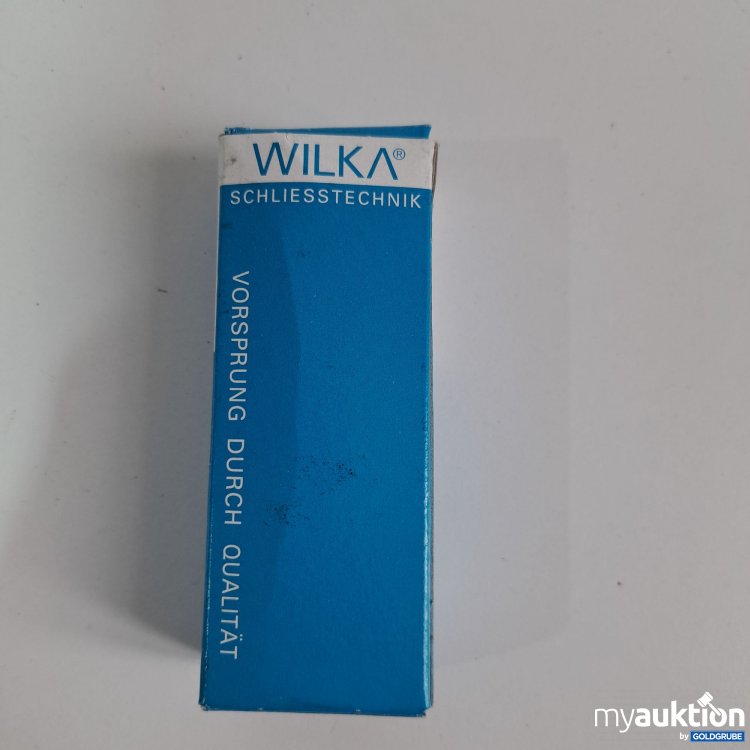 WILKA®
SCHLIESSTECHNIK
VORSPRUNG DURCH QUALITÄT
myauktion
by GOLDGRUBE